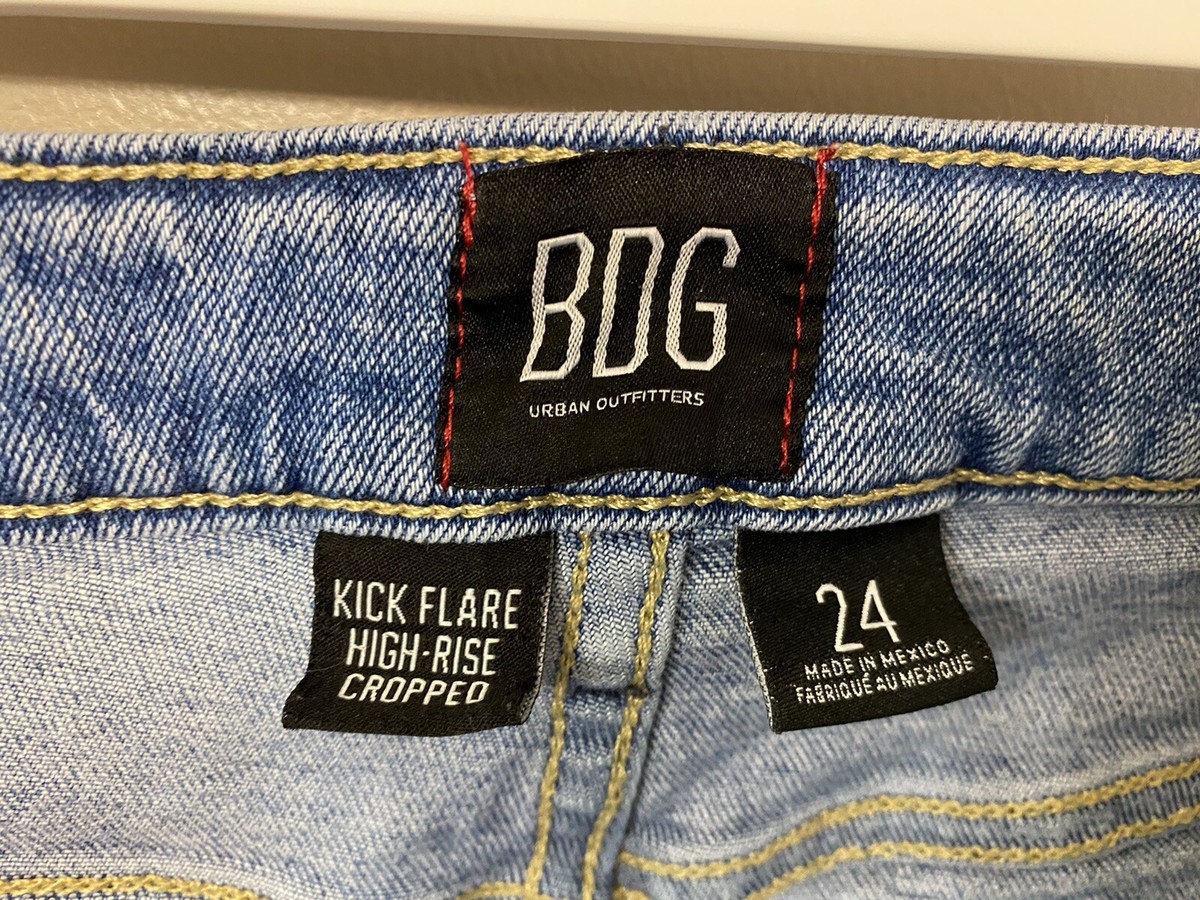 BDG
URBAN OUTFITTERS
KICK FLARE
HIGH-RISE
CROPPED
24
MADE IN MEXICO
FABRIQUÉ AU MEXIQUE